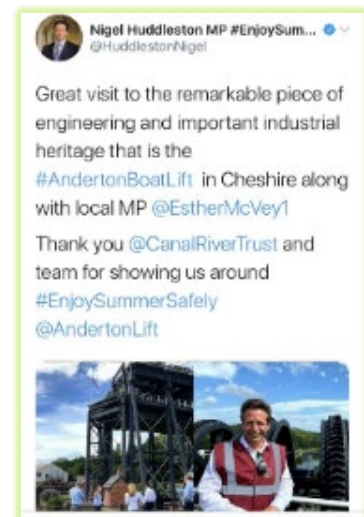 Nigel Huddleston MP #EnjoySum...
@HuddlestonNigel
Great visit to the remarkable piece of
engineering and important industrial
heritage that is the
#AndertonBoatLift in Cheshire along
with local MP @EstherMcVey1
Thank you @CanalRiverTrust and
team for showing us around
#EnjoySummerSafely
@AndertonLift